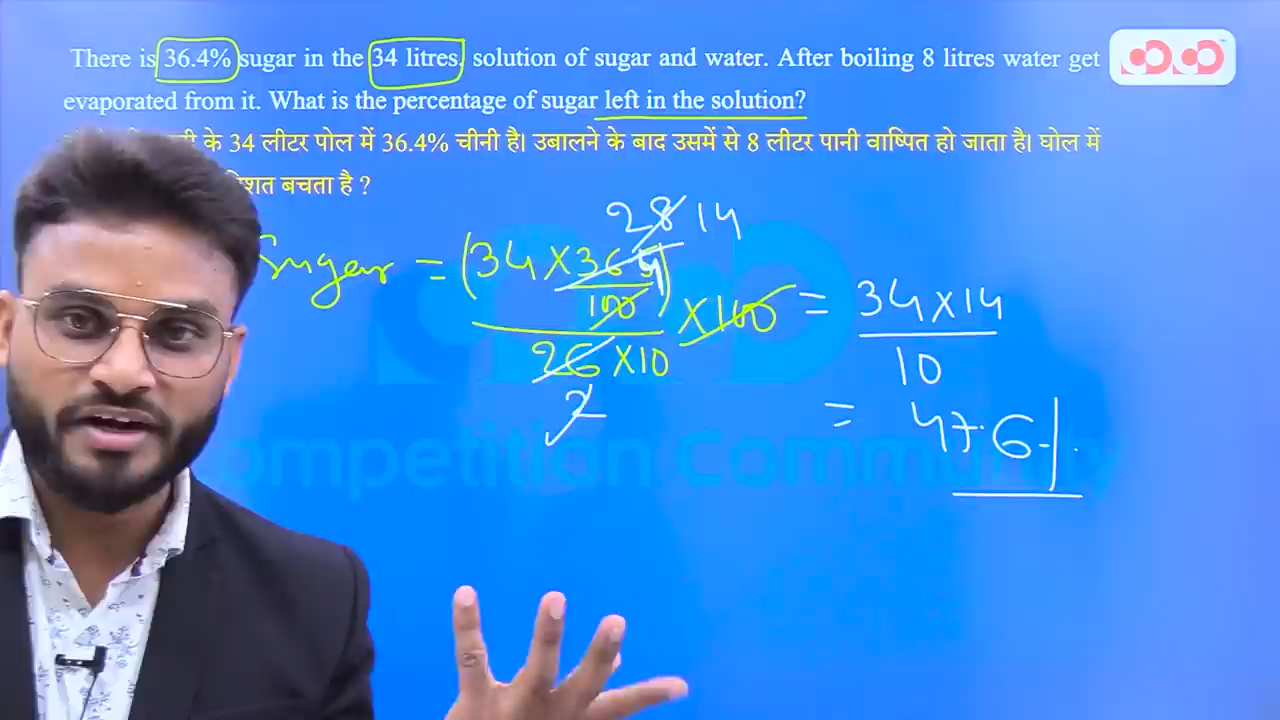 There is 36.4% sugar in the 34 litres solution of sugar and water. After boiling 8 litres water get
evaporated from it. What is the percentage of sugar left in the solution?
के 34 लीटर पोल में 36.4% चीनी है। उबालने के बाद उसमें से 8 लीटर पानी वाष्पित हो जाता है। घोल में
बचता है ?
28 14
Sugar = (34 × 364
100) × 100 = 34 × 14
26 × 10 10
2
= 47.6%
Competition Community